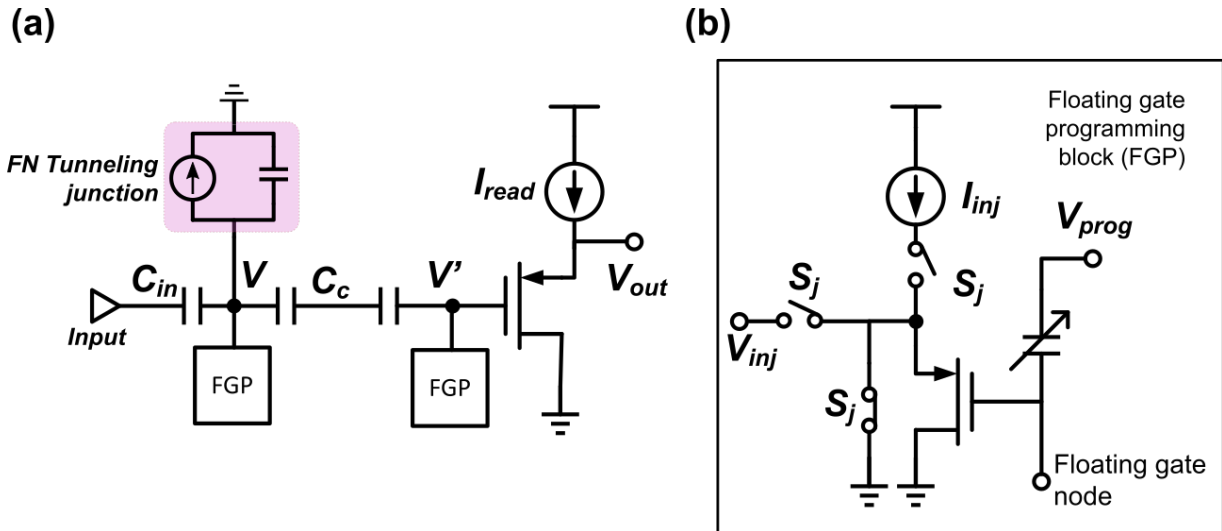 (a)
FN Tunneling
junction
I_read
V_out
C_in
V
C_c
V'
Input
FGP
FGP
(b)
Floating gate
programming
block (FGP)
I_inj
V_prog
S_j
S_j
V_inj
S_j
Floating gate
node